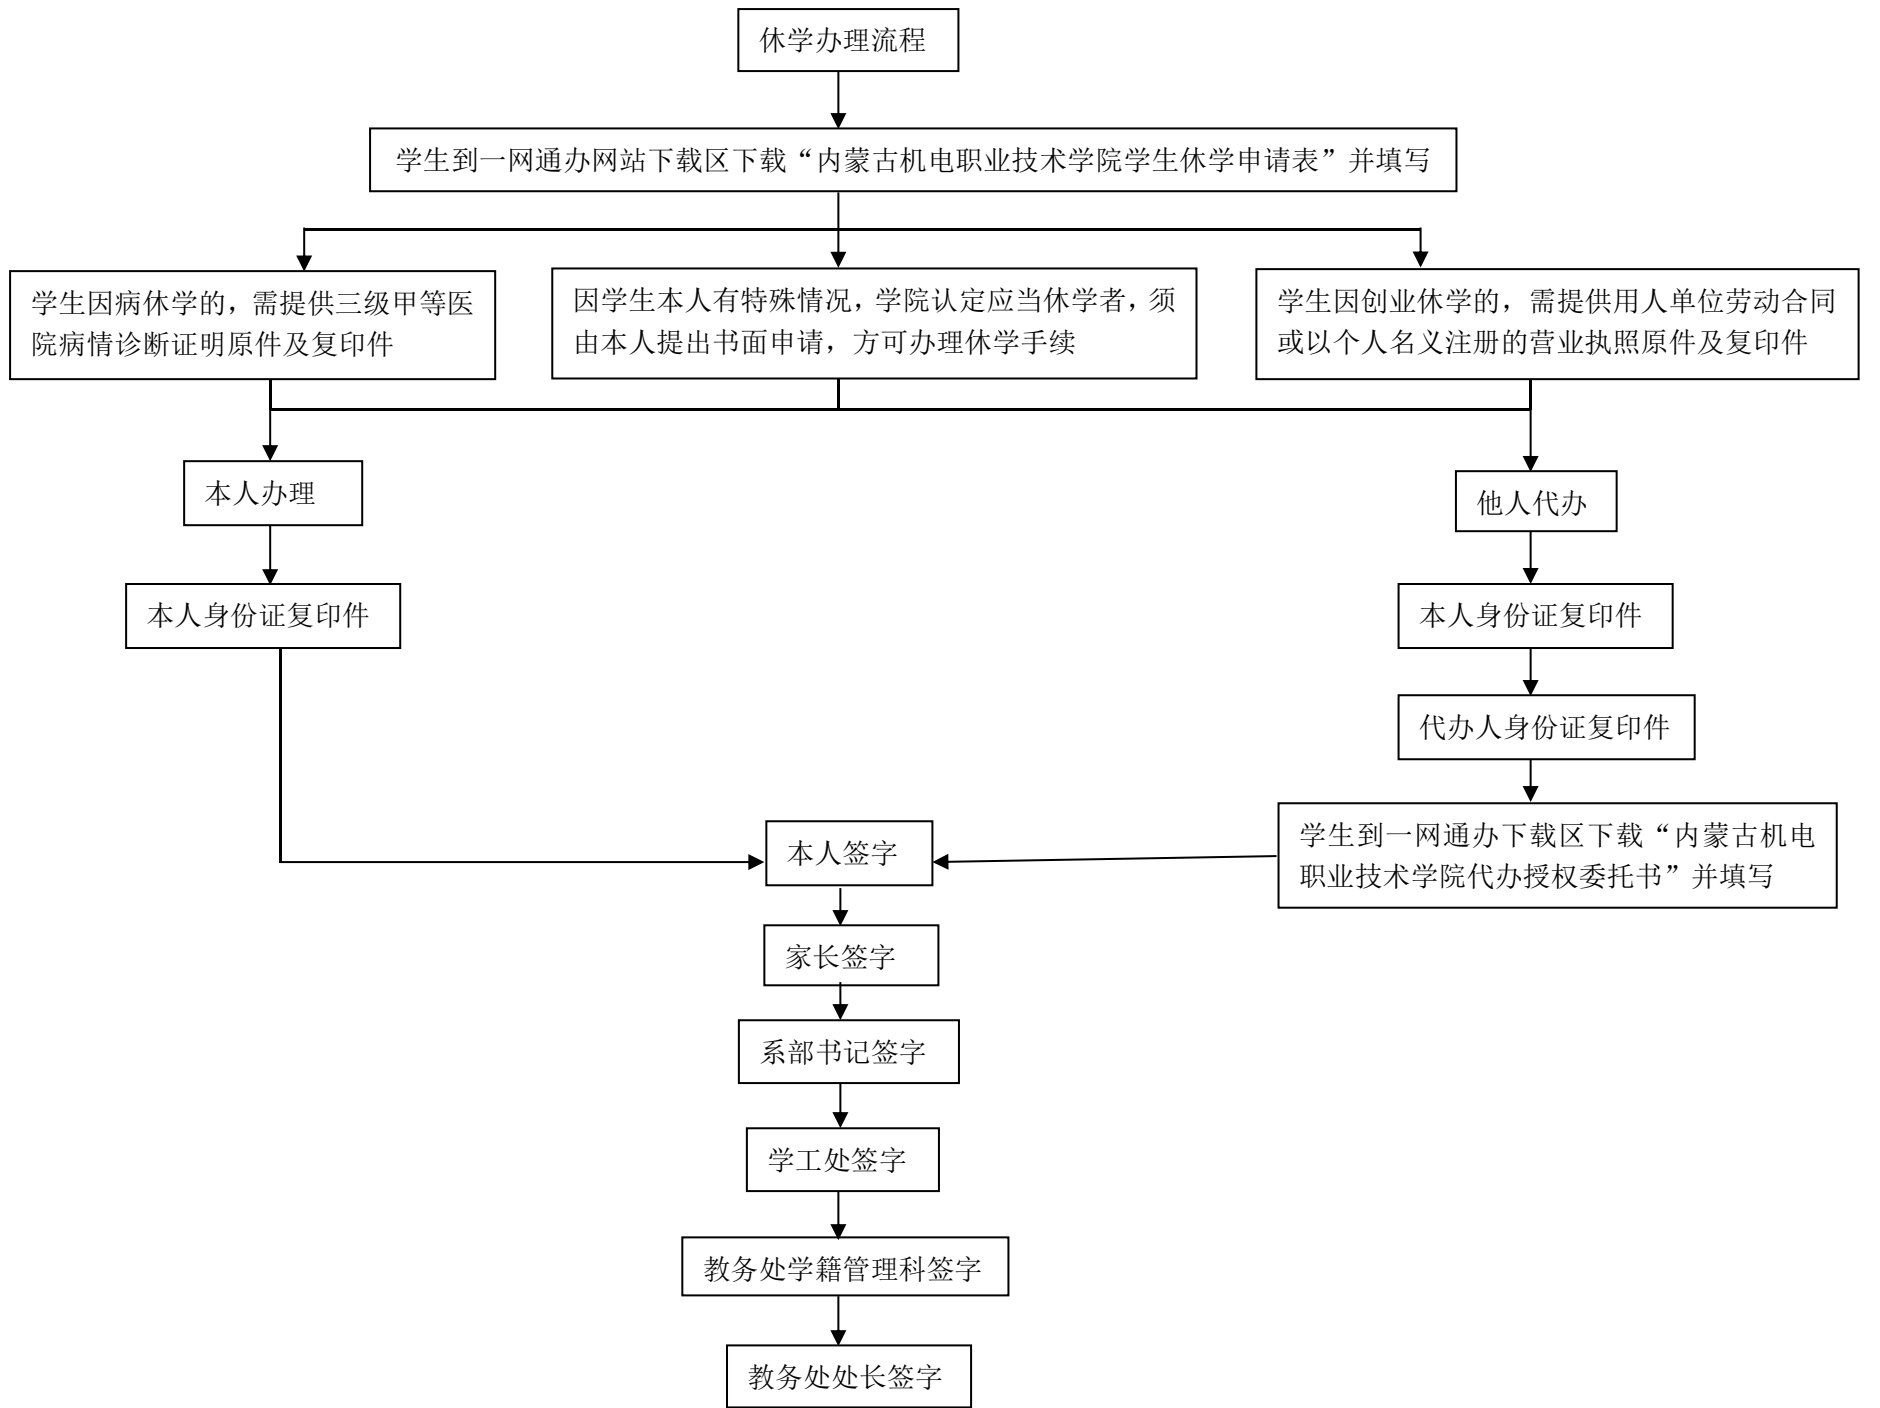 休学办理流程
学生到一网通办网站下载区下载“内蒙古机电职业技术学院学生休学申请表”并填写
学生因病休学的，需提供三级甲等医
院病情诊断证明原件及复印件
因学生本人有特殊情况，学院认定应当休学者，须
由本人提出书面申请，方可办理休学手续
学生因创业休学的，需提供用人单位劳动合同
或以个人名义注册的营业执照原件及复印件
本人办理
他人代办
本人身份证复印件
本人身份证复印件
代办人身份证复印件
学生到一网通办下载区下载“内蒙古机电
职业技术学院代办授权委托书”并填写
本人签字
家长签字
系部书记签字
学工处签字
教务处学籍管理科签字
教务处处长签字